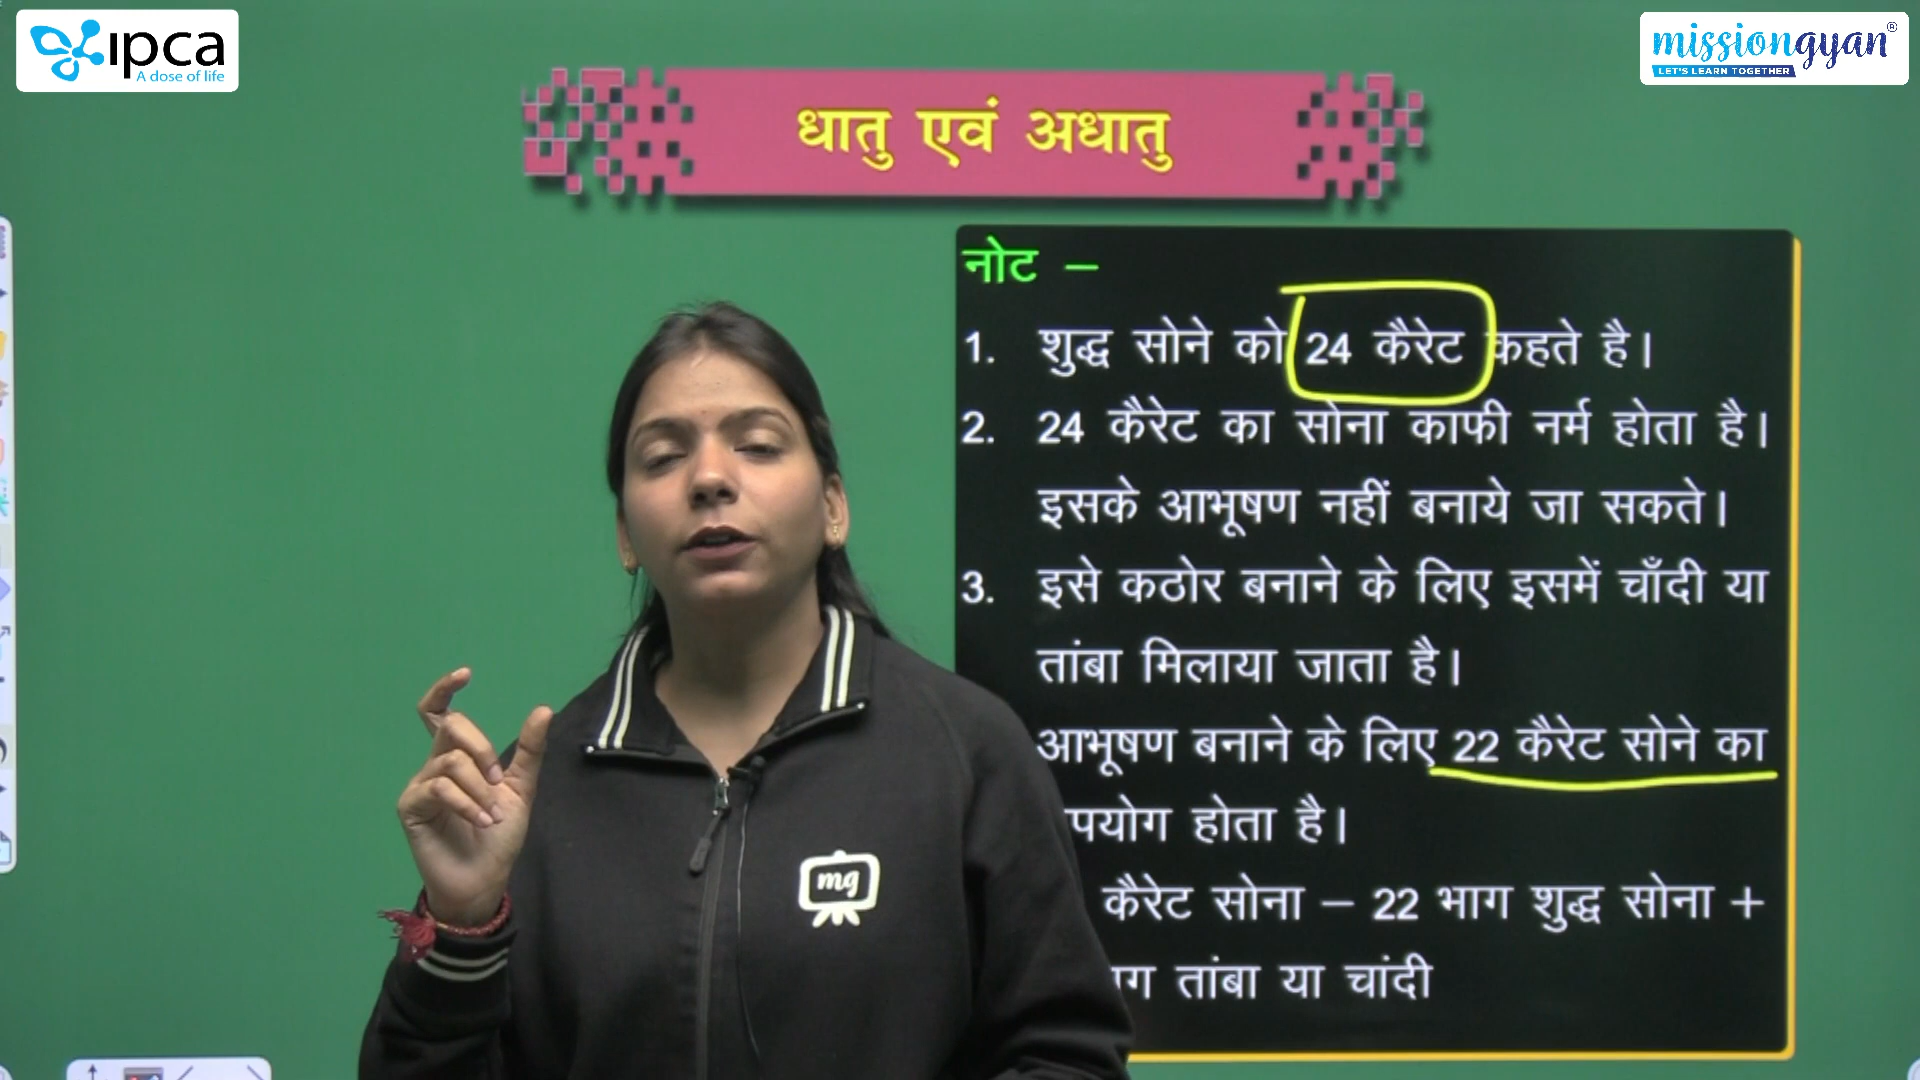 ipca
A dose of life
missiongyan®
LET'S LEARN TOGETHER
धातु एवं अधातु
नोट –
1. शुद्ध सोने को 24 कैरेट कहते है।
2. 24 कैरेट का सोना काफी नर्म होता है।
इसके आभूषण नहीं बनाये जा सकते।
3. इसे कठोर बनाने के लिए इसमें चाँदी या
तांबा मिलाया जाता है।
आभूषण बनाने के लिए 22 कैरेट सोने का
होता है।
कैरेट सोना – 22 भाग शुद्ध सोना +
तांबा या चांदी
mg